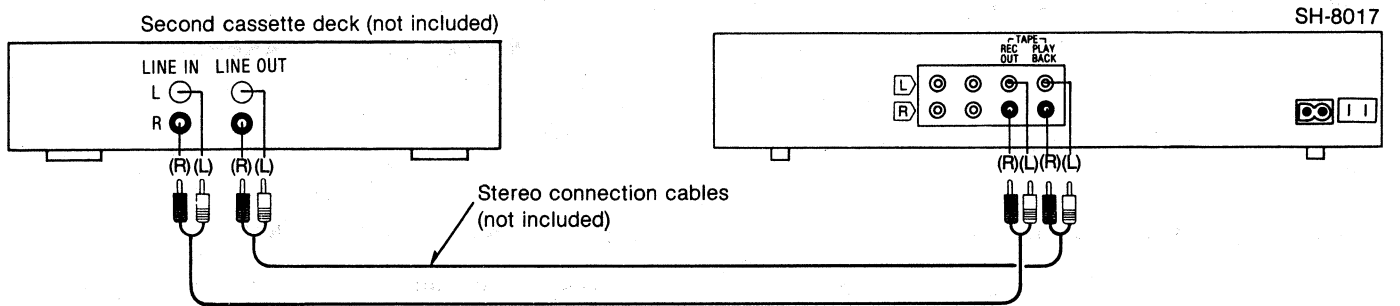 Second cassette deck (not included)
SH-8017
LINE IN LINE OUT
L
R
TAPE
REC PLAY
OUT BACK
L
R
(R)(L) (R)(L)
(R)(L)(R)(L)
Stereo connection cables
(not included)